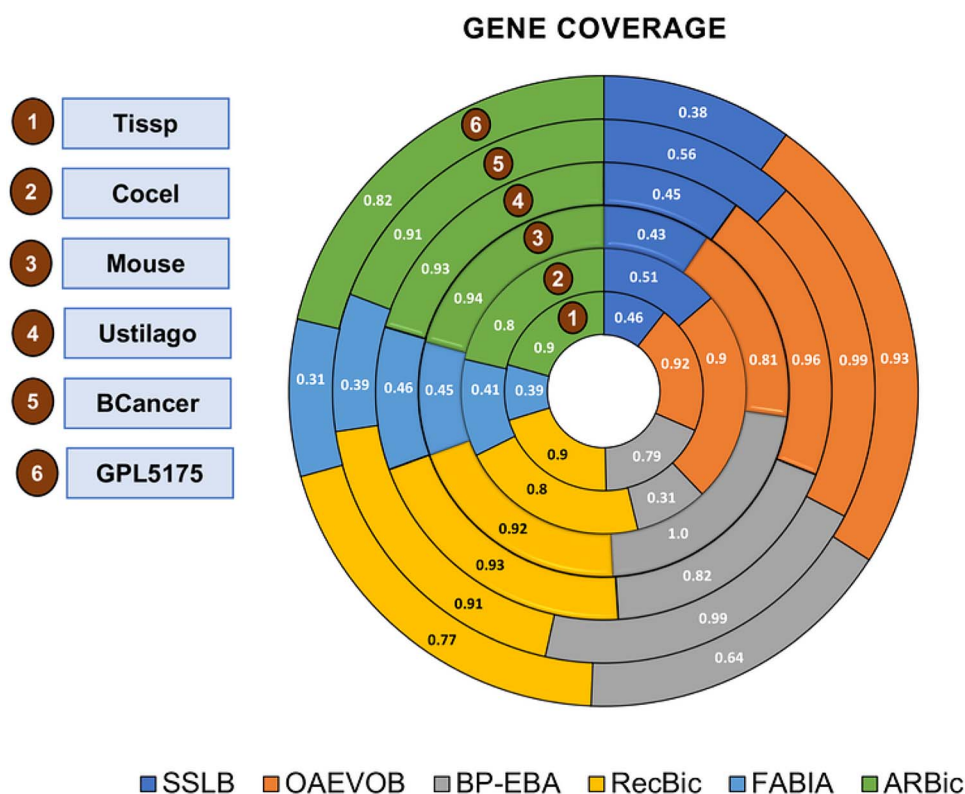 GENE COVERAGE
1 Tissp
2 Cocel
3 Mouse
4 Ustilago
5 BCancer
6 GPL5175
6 0.38
0.82 5 0.56
0.91 4 0.45
0.93 3 0.43
0.94 2 0.51
0.8 1 0.46
0.9
0.31 0.39 0.46 0.45 0.41 0.39 0.92 0.9 0.81 0.96 0.99 0.93
0.9 0.79
0.8 0.31
0.92 1.0
0.93 0.82
0.91 0.99
0.77 0.64
SSLB OAEVOB BP-EBA RecBic FABIA ARBic